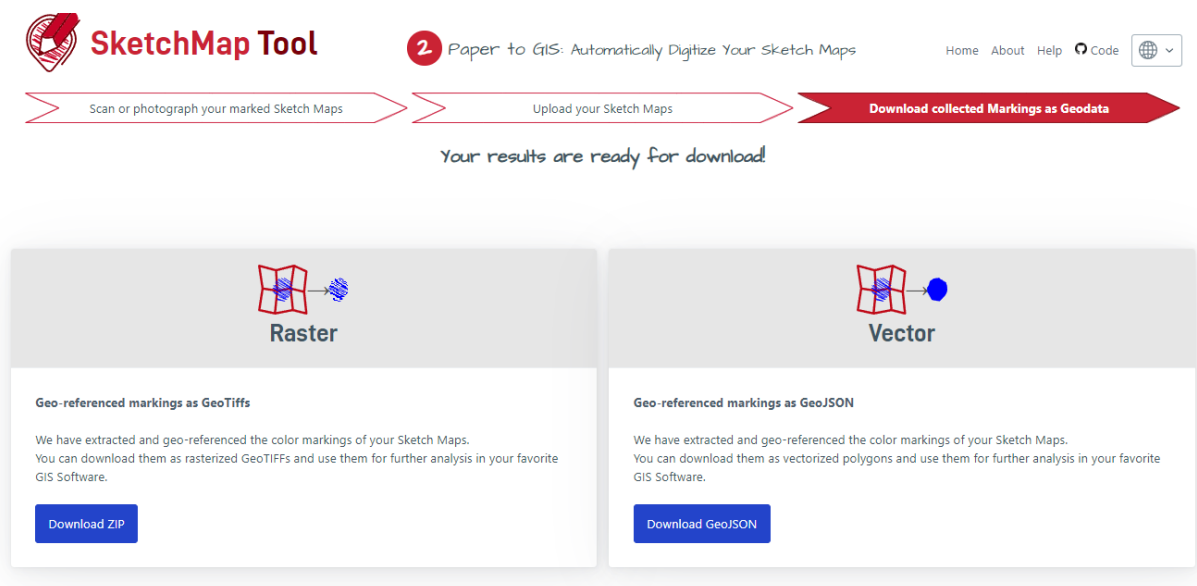 SketchMap Tool
2 Paper to GIS: Automatically Digitize Your Sketch Maps
Home About Help Code
Scan or photograph your marked Sketch Maps
Upload your Sketch Maps
Download collected Markings as Geodata
Your results are ready for download!
Raster
Geo-referenced markings as GeoTiffs
We have extracted and geo-referenced the color markings of your Sketch Maps.
You can download them as rasterized GeoTIFFs and use them for further analysis in your favorite
GIS Software.
Download ZIP
Vector
Geo-referenced markings as GeoJSON
We have extracted and geo-referenced the color markings of your Sketch Maps.
You can download them as vectorized polygons and use them for further analysis in your favorite
GIS Software.
Download GeoJSON